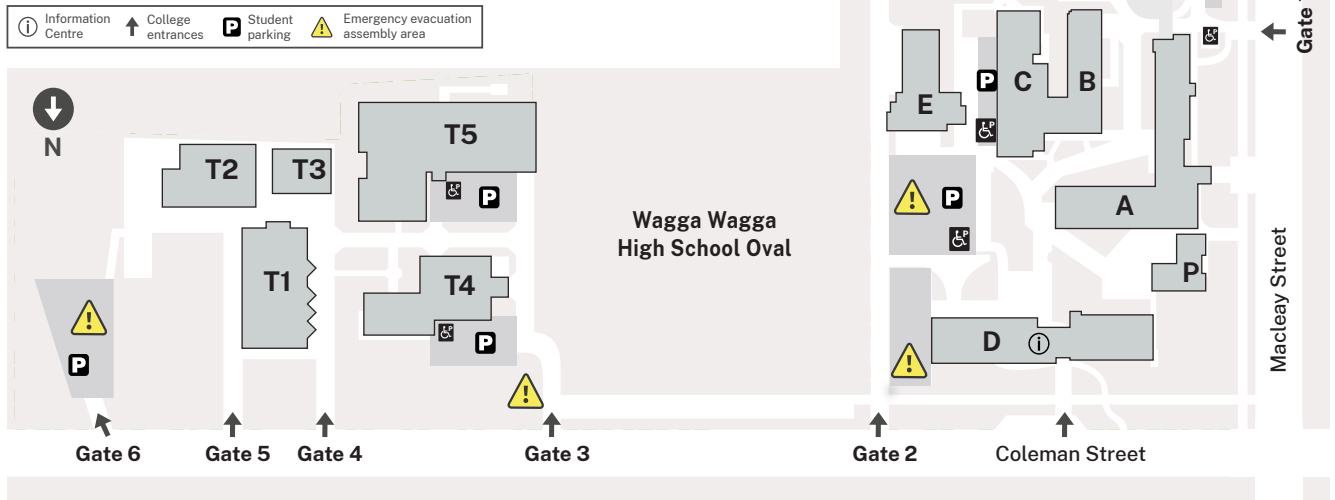 Information
Centre
College
entrances
P
Student
parking
Emergency evacuation
assembly area
N
T2
T3
T5
P
P
T1
T4
P
P
P
Wagga Wagga
High School Oval
E
P
P
C
B
P
P
P
A
P
D
P
Macleay Street
Gate 6
Gate 5
Gate 4
Gate 3
Gate 2
Coleman Street